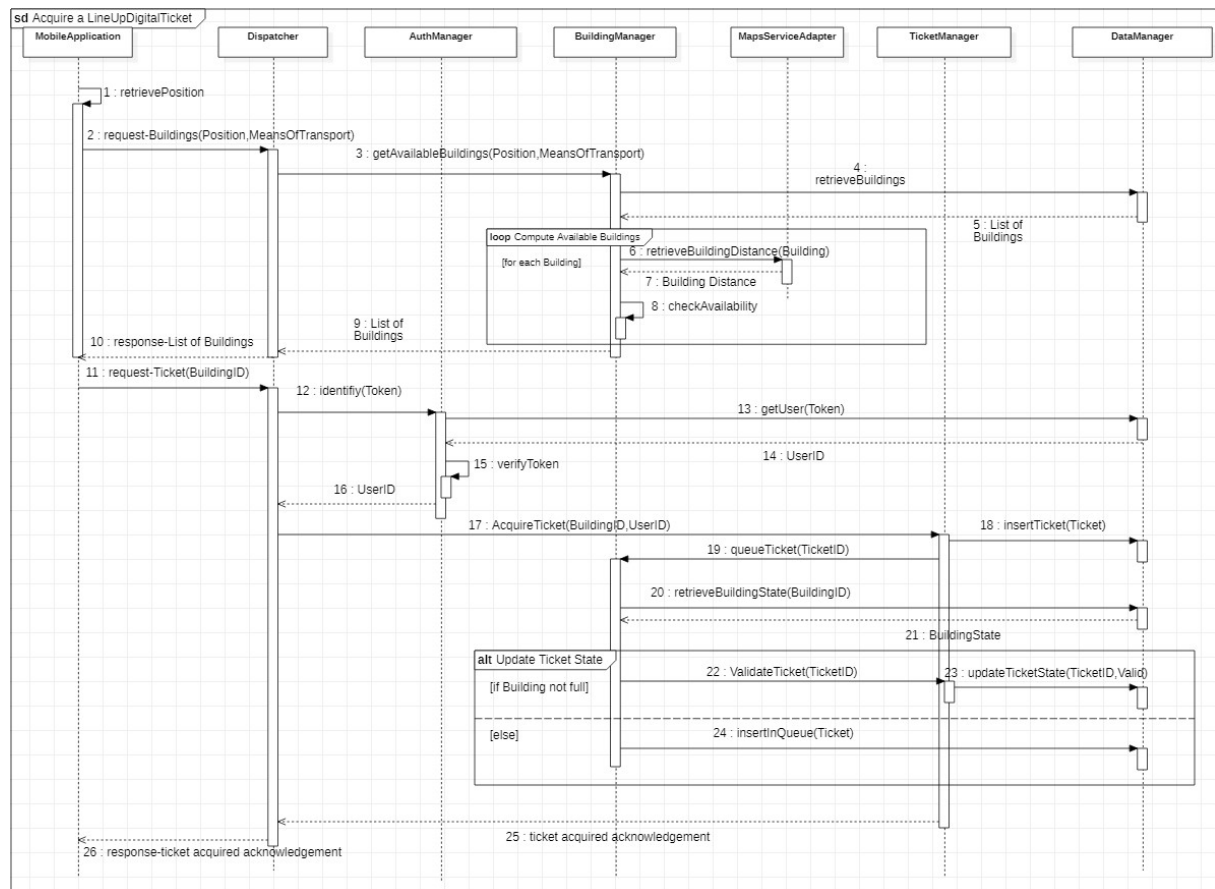 sd Acquire a LineUpDigitalTicket
MobileApplication
Dispatcher
AuthManager
BuildingManager
MapsServiceAdapter
TicketManager
DataManager
1 : retrievePosition
2 : request-Buildings(Position,MeansOfTransport)
3 : getAvailableBuildings(Position,MeansOfTransport)
4 :
retrieveBuildings
5 : List of
Buildings
loop Compute Available Buildings
[for each Building]
6 : retrieveBuildingDistance(Building)
7 : Building Distance
8 : checkAvailability
9 : List of
Buildings
10 : response-List of Buildings
11 : request-Ticket(BuildingID)
12 : identifiy(Token)
13 : getUser(Token)
14 : UserID
15 : verifyToken
16 : UserID
17 : AcquireTicket(BuildingID,UserID)
18 : insertTicket(Ticket)
19 : queueTicket(TicketID)
20 : retrieveBuildingState(BuildingID)
21 : BuildingState
alt Update Ticket State
[if Building not full]
22 : ValidateTicket(TicketID)
23 : updateTicketState(TicketID,Valid)
[else]
24 : insertInQueue(Ticket)
25 : ticket acquired acknowledgement
26 : response-ticket acquired acknowledgement